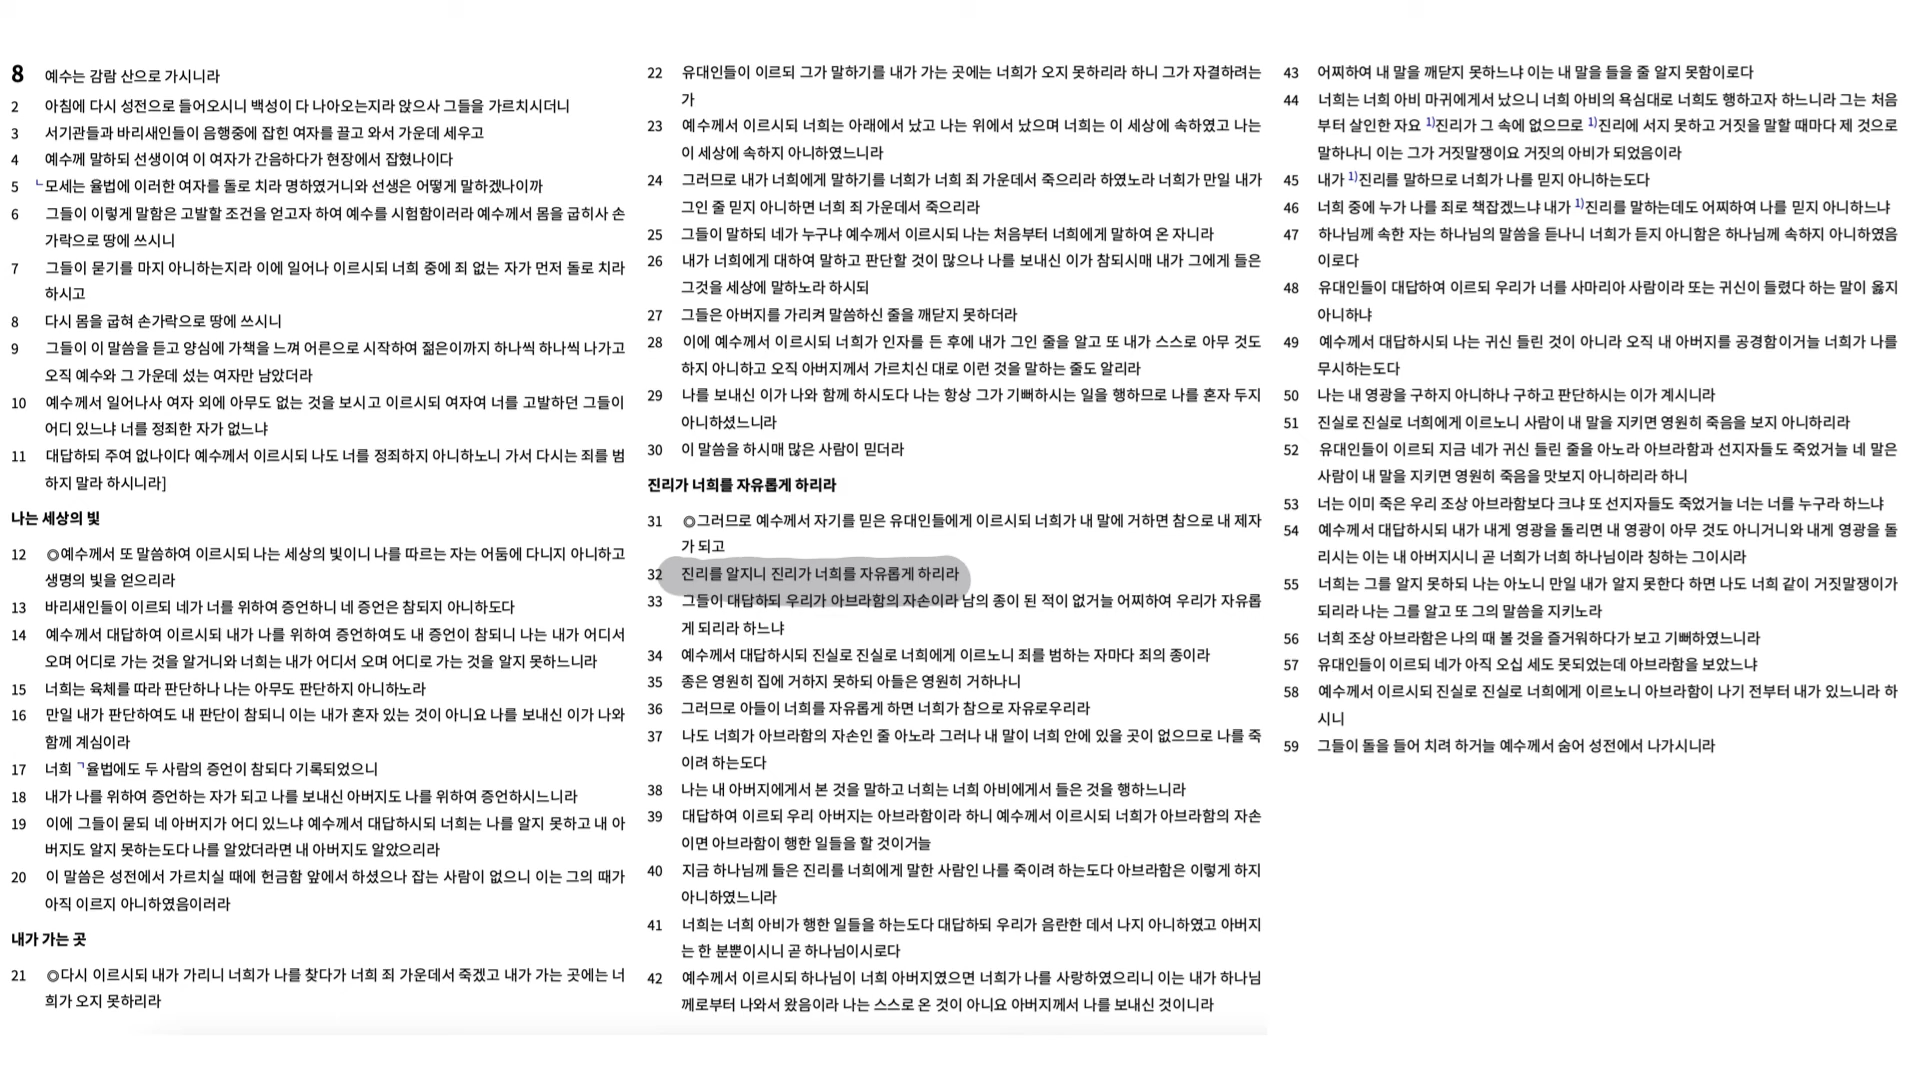 8 예수는 감람 산으로 가시니라
2 아침에 다시 성전으로 들어오시니 백성이 다 나아오는지라 앉으사 그들을 가르치시더니
3 서기관들과 바리새인들이 음행중에 잡힌 여자를 끌고 와서 가운데 세우고
4 예수께 말하되 선생이여 이 여자가 간음하다가 현장에서 잡혔나이다
5 ㄴ모세는 율법에 이러한 여자를 돌로 치라 명하였거니와 선생은 어떻게 말하겠나이까
6 그들이 이렇게 말함은 고발할 조건을 얻고자 하여 예수를 시험함이러라 예수께서 몸을 굽히사 손
가락으로 땅에 쓰시니
7 그들이 묻기를 마지 아니하는지라 이에 일어나 이르시되 너희 중에 죄 없는 자가 먼저 돌로 치라
하시고
8 다시 몸을 굽혀 손가락으로 땅에 쓰시니
9 그들이 이 말씀을 듣고 양심에 가책을 느껴 어른으로 시작하여 젊은이까지 하나씩 하나씩 나가고
오직 예수와 그 가운데 섰는 여자만 남았더라
10 예수께서 일어나사 여자 외에 아무도 없는 것을 보시고 이르시되 여자여 너를 고발하던 그들이
어디 있느냐 너를 정죄한 자가 없느냐
11 대답하되 주여 없나이다 예수께서 이르시되 나도 너를 정죄하지 아니하노니 가서 다시는 죄를 범
하지 말라 하시니라]
나는 세상의 빛
12 ◎예수께서 또 말씀하여 이르시되 나는 세상의 빛이니 나를 따르는 자는 어둠에 다니지 아니하고
생명의 빛을 얻으리라
13 바리새인들이 이르되 네가 너를 위하여 증언하니 네 증언은 참되지 아니하도다
14 예수께서 대답하여 이르시되 내가 나를 위하여 증언하여도 내 증언이 참되니 나는 내가 어디서
오며 어디로 가는 것을 알거니와 너희는 내가 어디서 오며 어디로 가는 것을 알지 못하느니라
15 너희는 육체를 따라 판단하나 나는 아무도 판단하지 아니하노라
16 만일 내가 판단하여도 내 판단이 참되니 이는 내가 혼자 있는 것이 아니요 나를 보내신 이가 나와
함께 계심이라
17 너희 ㄱ율법에도 두 사람의 증언이 참되다 기록되었으니
18 내가 나를 위하여 증언하는 자가 되고 나를 보내신 아버지도 나를 위하여 증언하시느니라
19 이에 그들이 묻되 네 아버지가 어디 있느냐 예수께서 대답하시되 너희는 나를 알지 못하고 내 아
버지도 알지 못하는도다 나를 알았더라면 내 아버지도 알았으리라
20 이 말씀은 성전에서 가르치실 때에 헌금함 앞에서 하셨으나 잡는 사람이 없으니 이는 그의 때가
아직 이르지 아니하였음이러라
내가 가는 곳
21 ◎다시 이르시되 내가 가리니 너희가 나를 찾다가 너희 죄 가운데서 죽겠고 내가 가는 곳에는 너
희가 오지 못하리라
22 유대인들이 이르되 그가 말하기를 내가 가는 곳에는 너희가 오지 못하리라 하니 그가 자결하려는
가
23 예수께서 이르시되 너희는 아래에서 났고 나는 위에서 났으며 너희는 이 세상에 속하였고 나는
이 세상에 속하지 아니하였느니라
24 그러므로 내가 너희에게 말하기를 너희가 너희 죄 가운데서 죽으리라 하였노라 너희가 만일 내가
그인 줄 믿지 아니하면 너희 죄 가운데서 죽으리라
25 그들이 말하되 네가 누구냐 예수께서 이르시되 나는 처음부터 너희에게 말하여 온 자니라
26 내가 너희에게 대하여 말하고 판단할 것이 많으나 나를 보내신 이가 참되시매 내가 그에게 들은
그것을 세상에 말하노라 하시되
27 그들은 아버지를 가리켜 말씀하신 줄을 깨닫지 못하더라
28 이에 예수께서 이르시되 너희가 인자를 든 후에 내가 그인 줄을 알고 또 내가 스스로 아무 것도
하지 아니하고 오직 아버지께서 가르치신 대로 이런 것을 말하는 줄도 알리라
29 나를 보내신 이가 나와 함께 하시도다 나는 항상 그가 기뻐하시는 일을 행하므로 나를 혼자 두지
아니하셨느니라
30 이 말씀을 하시매 많은 사람이 믿더라
진리가 너희를 자유롭게 하리라
31 ◎그러므로 예수께서 자기를 믿은 유대인들에게 이르시되 너희가 내 말에 거하면 참으로 내 제자
가 되고
32 진리를 알지니 진리가 너희를 자유롭게 하리라
33 그들이 대답하되 우리가 아브라함의 자손이라 남의 종이 된 적이 없거늘 어찌하여 우리가 자유롭
게 되리라 하느냐
34 예수께서 대답하시되 진실로 진실로 너희에게 이르노니 죄를 범하는 자마다 죄의 종이라
35 종은 영원히 집에 거하지 못하되 아들은 영원히 거하나니
36 그러므로 아들이 너희를 자유롭게 하면 너희가 참으로 자유로우리라
37 나도 너희가 아브라함의 자손인 줄 아노라 그러나 내 말이 너희 안에 있을 곳이 없으므로 나를 죽
이려 하는도다
38 나는 내 아버지에게서 본 것을 말하고 너희는 너희 아비에게서 들은 것을 행하느니라
39 대답하여 이르되 우리 아버지는 아브라함이라 하니 예수께서 이르시되 너희가 아브라함의 자손
이면 아브라함이 행한 일들을 할 것이거늘
40 지금 하나님께 들은 진리를 너희에게 말한 사람인 나를 죽이려 하는도다 아브라함은 이렇게 하지
아니하였느니라
41 너희는 너희 아비가 행한 일들을 하는도다 대답하되 우리가 음란한 데서 나지 아니하였고 아버지
는 한 분뿐이시니 곧 하나님이시로다
42 예수께서 이르시되 하나님이 너희 아버지였으면 너희가 나를 사랑하였으리니 이는 내가 하나님
께로부터 나와서 왔음이라 나는 스스로 온 것이 아니요 아버지께서 나를 보내신 것이니라
43 어찌하여 내 말을 깨닫지 못하느냐 이는 내 말을 들을 줄 알지 못함이로다
44 너희는 너희 아비 마귀에게서 났으니 너희 아비의 욕심대로 너희도 행하고자 하느니라 그는 처음
부터 살인한 자요 1)진리가 그 속에 없으므로 1)진리에 서지 못하고 거짓을 말할 때마다 제 것으로
말하나니 이는 그가 거짓말쟁이요 거짓의 아비가 되었음이라
45 내가 1)진리를 말하므로 너희가 나를 믿지 아니하는도다
46 너희 중에 누가 나를 죄로 책잡겠느냐 내가 1)진리를 말하는데도 어찌하여 나를 믿지 아니하느냐
47 하나님께 속한 자는 하나님의 말씀을 듣나니 너희가 듣지 아니함은 하나님께 속하지 아니하였음
이로다
48 유대인들이 대답하여 이르되 우리가 너를 사마리아 사람이라 또는 귀신이 들렸다 하는 말이 옳지
아니하냐
49 예수께서 대답하시되 나는 귀신 들린 것이 아니라 오직 내 아버지를 공경함이거늘 너희가 나를
무시하는도다
50 나는 내 영광을 구하지 아니하나 구하고 판단하시는 이가 계시니라
51 진실로 진실로 너희에게 이르노니 사람이 내 말을 지키면 영원히 죽음을 보지 아니하리라
52 유대인들이 이르되 지금 네가 귀신 들린 줄을 아노라 아브라함과 선지자들도 죽었거늘 네 말은
사람이 내 말을 지키면 영원히 죽음을 맛보지 아니하리라 하니
53 너는 이미 죽은 우리 조상 아브라함보다 크냐 또 선지자들도 죽었거늘 너는 너를 누구라 하느냐
54 예수께서 대답하시되 내가 내게 영광을 돌리면 내 영광이 아무 것도 아니거니와 내게 영광을 돌
리시는 이는 내 아버지시니 곧 너희가 너희 하나님이라 칭하는 그이시라
55 너희는 그를 알지 못하되 나는 아노니 만일 내가 알지 못한다 하면 나도 너희 같이 거짓말쟁이가
되리라 나는 그를 알고 또 그의 말씀을 지키노라
56 너희 조상 아브라함은 나의 때 볼 것을 즐거워하다가 보고 기뻐하였느니라
57 유대인들이 이르되 네가 아직 오십 세도 못되었는데 아브라함을 보았느냐
58 예수께서 이르시되 진실로 진실로 너희에게 이르노니 아브라함이 나기 전부터 내가 있느니라 하
시니
59 그들이 돌을 들어 치려 하거늘 예수께서 숨어 성전에서 나가시니라